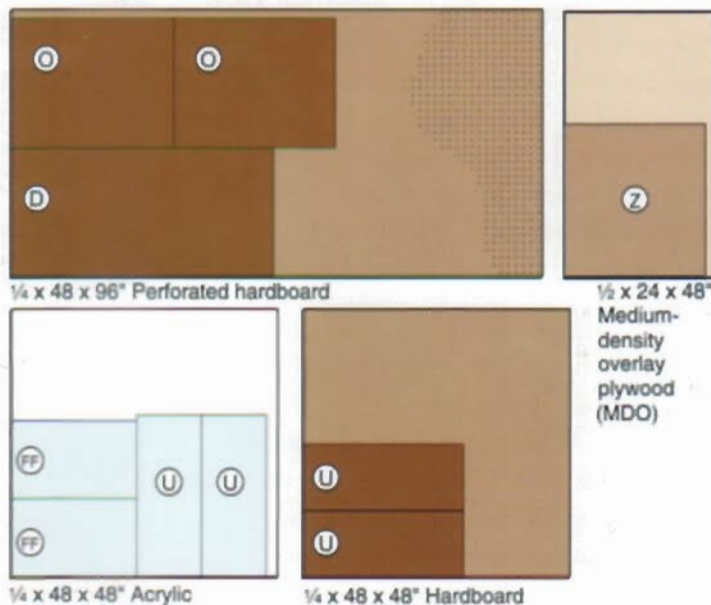 O O
D
Z
¼ x 48 x 96" Perforated hardboard
½ x 24 x 48"
Medium-
density
overlay
plywood
(MDO)
FF
U U
FF
U
U
¼ x 48 x 48" Acrylic
¼ x 48 x 48" Hardboard